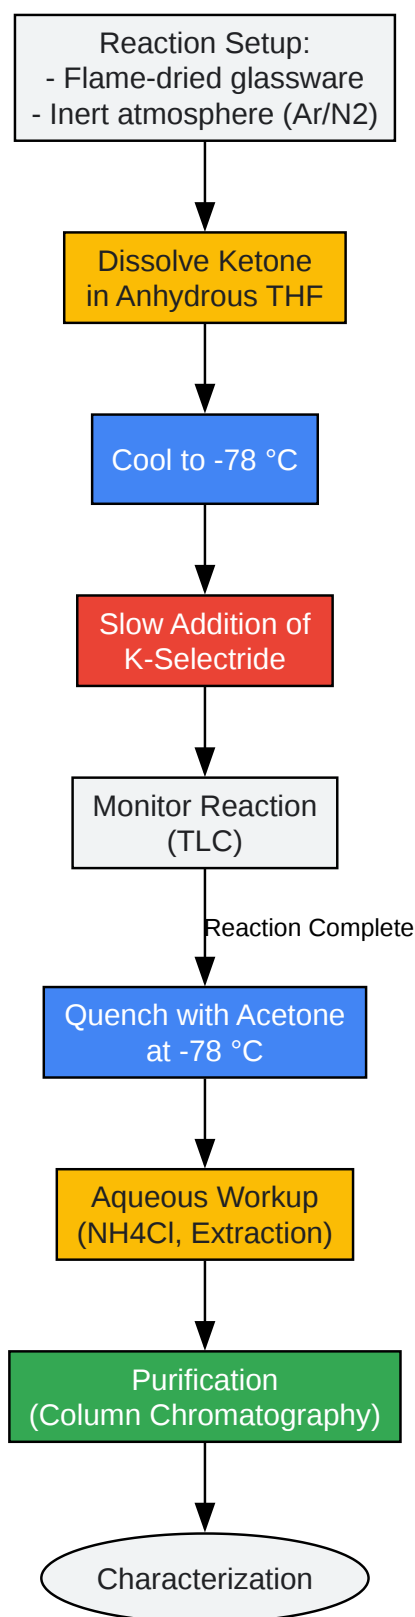 Reaction Setup:
- Flame-dried glassware
- Inert atmosphere (Ar/N2)
Dissolve Ketone
in Anhydrous THF
Cool to -78 °C
Slow Addition of
K-Selectride
Monitor Reaction
(TLC)
Reaction Complete
Quench with Acetone
at -78 °C
Aqueous Workup
(NH4Cl, Extraction)
Purification
(Column Chromatography)
Characterization